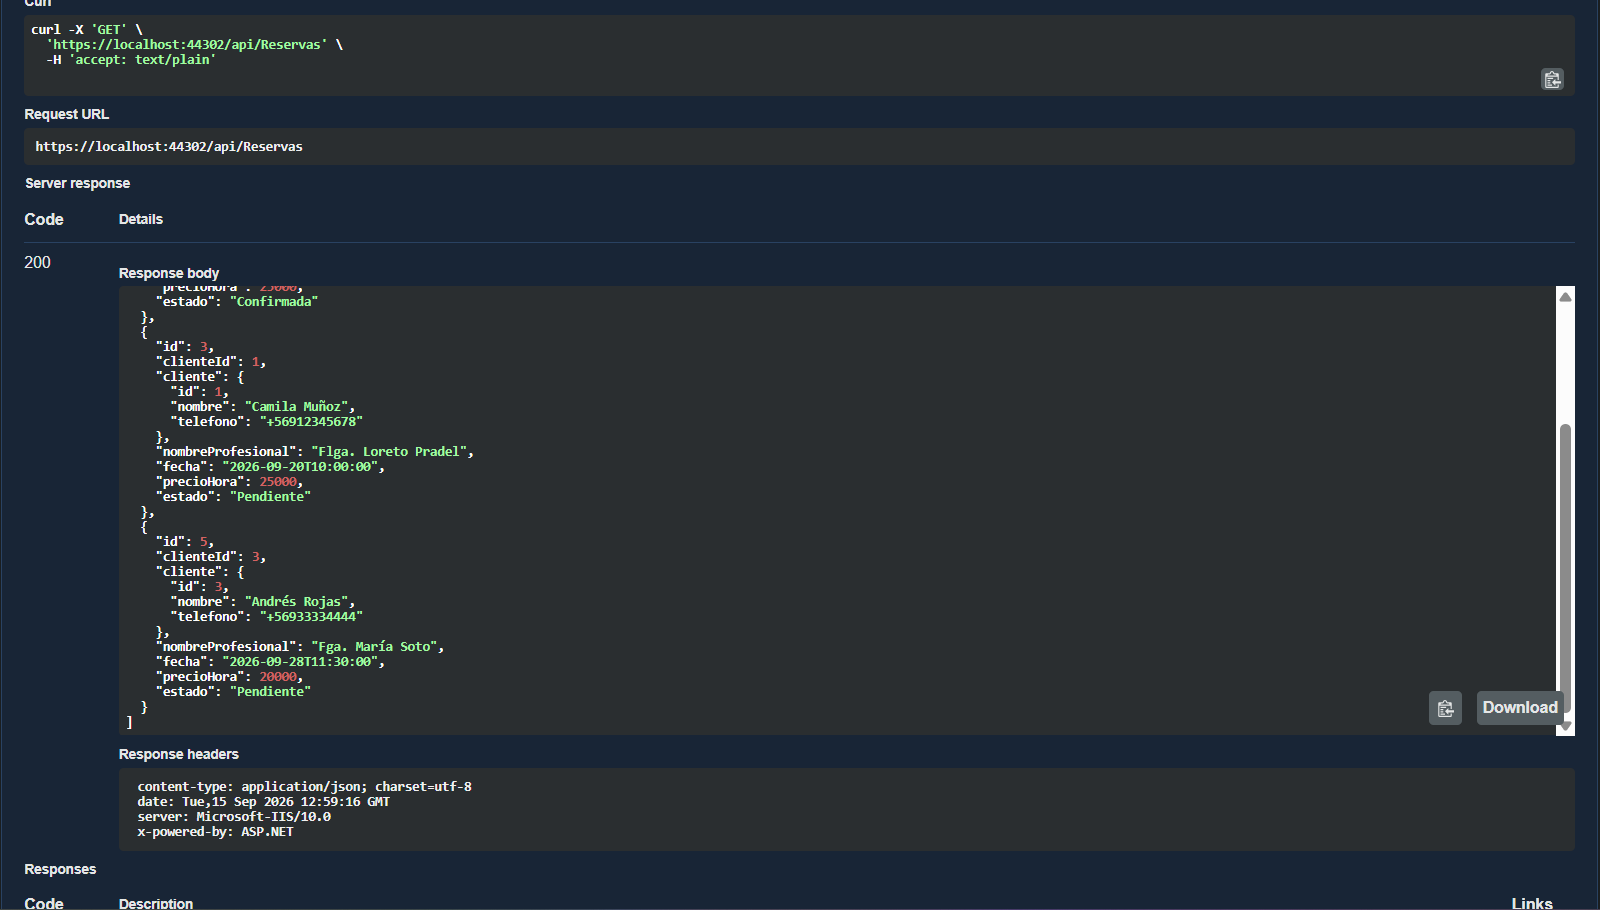 Curl
curl -X 'GET' \
  'https://localhost:44302/api/Reservas' \
  -H 'accept: text/plain'
Request URL
https://localhost:44302/api/Reservas
Server response
Code Details
200
Response body
    "precioHora": 25000,
    "estado": "Confirmada"
  },
  {
    "id": 3,
    "clienteId": 1,
    "cliente": {
      "id": 1,
      "nombre": "Camila Muñoz",
      "telefono": "+56912345678"
    },
    "nombreProfesional": "Flga. Loreto Pradel",
    "fecha": "2026-09-20T10:00:00",
    "precioHora": 25000,
    "estado": "Pendiente"
  },
  {
    "id": 5,
    "clienteId": 3,
    "cliente": {
      "id": 3,
      "nombre": "Andrés Rojas",
      "telefono": "+56933334444"
    },
    "nombreProfesional": "Fga. María Soto",
    "fecha": "2026-09-28T11:30:00",
    "precioHora": 20000,
    "estado": "Pendiente"
  }
]
Download
Response headers
content-type: application/json; charset=utf-8
date: Tue,15 Sep 2026 12:59:16 GMT
server: Microsoft-IIS/10.0
x-powered-by: ASP.NET
Responses
Code Description Links